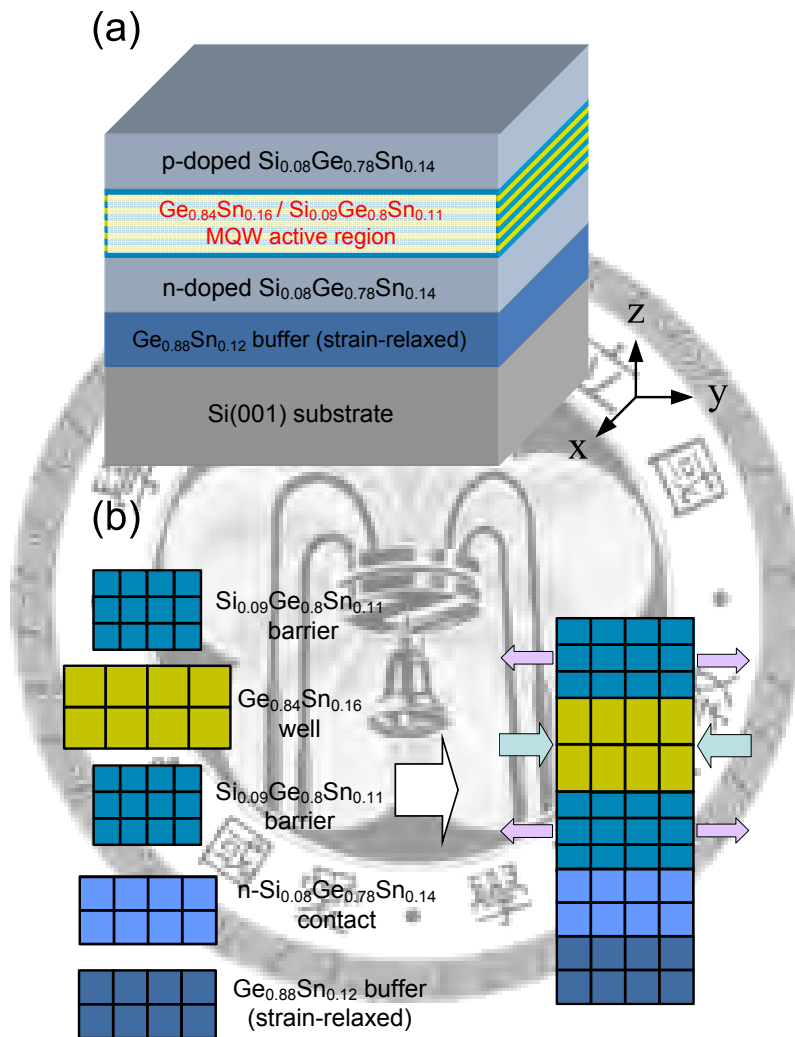 (a)
p-doped Si0.08Ge0.78Sn0.14
Ge0.84Sn0.16 / Si0.09Ge0.8Sn0.11
MQW active region
n-doped Si0.08Ge0.78Sn0.14
Ge0.88Sn0.12 buffer (strain-relaxed)
Si(001) substrate
z
y
x
(b)
Si0.09Ge0.8Sn0.11
barrier
Ge0.84Sn0.16
well
Si0.09Ge0.8Sn0.11
barrier
n-Si0.08Ge0.78Sn0.14
contact
Ge0.88Sn0.12 buffer
(strain-relaxed)